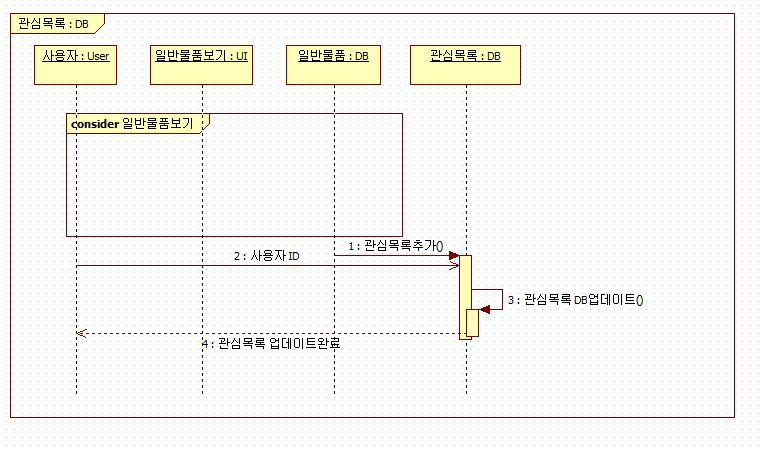 관심목록 : DB
사용자 : User
일반물품보기 : UI
일반물품 : DB
관심목록 : DB
consider 일반물품보기
1 : 관심목록추가()
2 : 사용자 ID
3 : 관심목록 DB업데이트()
4 : 관심목록 업데이트완료